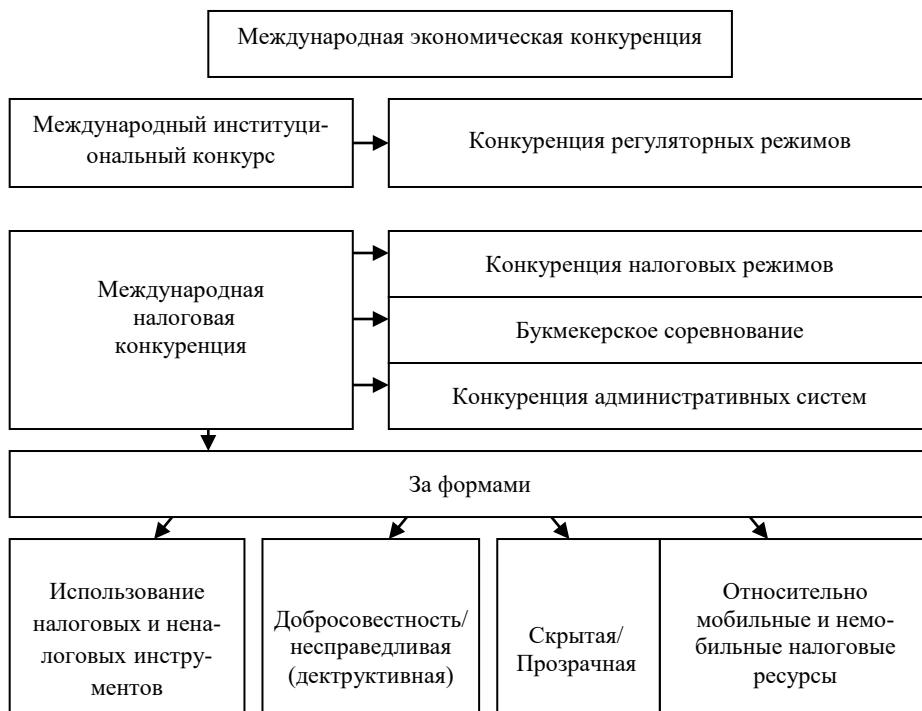 Международная экономическая конкуренция
Международный институци-
ональный конкурс
Конкуренция регуляторных режимов
Международная
налоговая
конкуренция
Конкуренция налоговых режимов
Букмекерское соревнование
Конкуренция административных систем
За формами
Использование
налоговых и нена-
логовых инстру-
ментов
Добросовестность/
несправедливая
(дектруктивная)
Скрытая/
Прозрачная
Относительно
мобильные и немо-
бильные налоговые
ресурсы